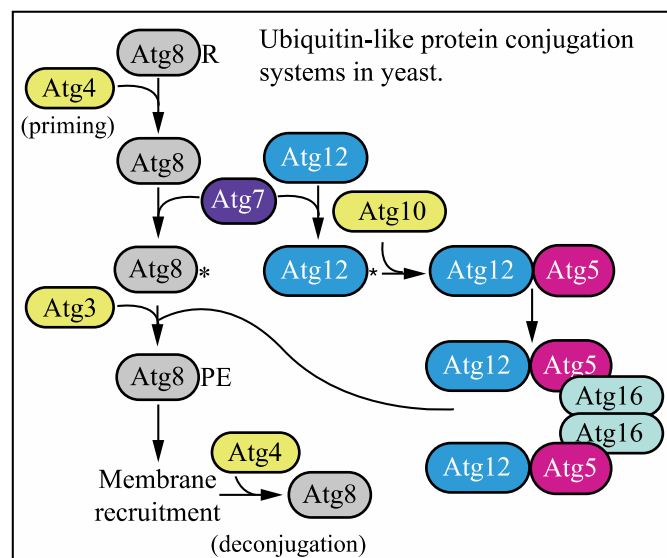 Ubiquitin-like protein conjugation
systems in yeast.
Atg8 R
Atg4
(priming)
Atg8
Atg12
Atg7
Atg10
Atg8 *
Atg12 *
Atg12 Atg5
Atg3
Atg8 PE
Atg12 Atg5
Atg16
Atg16
Atg12 Atg5
Atg4
Membrane
recruitment
Atg8
(deconjugation)